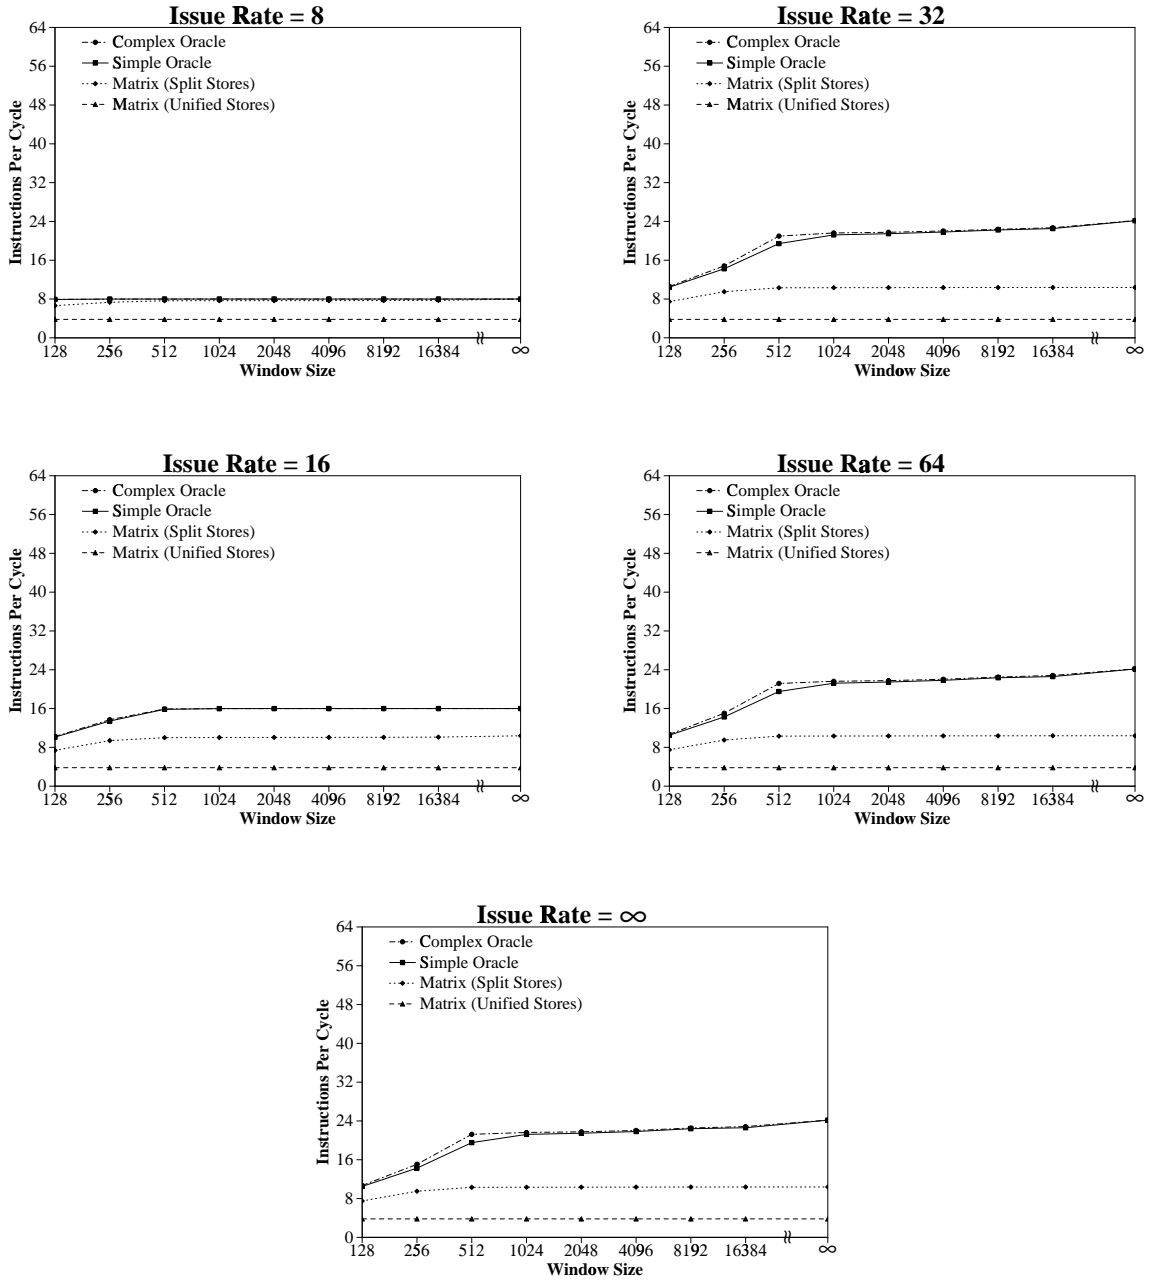 Issue Rate = 8
64
56
48
40
32
24
16
8
0
Instructions Per Cycle
Complex Oracle
Simple Oracle
Matrix (Split Stores)
Matrix (Unified Stores)
128 256 512 1024 2048 4096 8192 16384 ∞
Window Size
Issue Rate = 32
64
56
48
40
32
24
16
8
0
Instructions Per Cycle
Complex Oracle
Simple Oracle
Matrix (Split Stores)
Matrix (Unified Stores)
128 256 512 1024 2048 4096 8192 16384 ∞
Window Size
Issue Rate = 16
64
56
48
40
32
24
16
8
0
Instructions Per Cycle
Complex Oracle
Simple Oracle
Matrix (Split Stores)
Matrix (Unified Stores)
128 256 512 1024 2048 4096 8192 16384 ∞
Window Size
Issue Rate = 64
64
56
48
40
32
24
16
8
0
Instructions Per Cycle
Complex Oracle
Simple Oracle
Matrix (Split Stores)
Matrix (Unified Stores)
128 256 512 1024 2048 4096 8192 16384 ∞
Window Size
Issue Rate = ∞
64
56
48
40
32
24
16
8
0
Instructions Per Cycle
Complex Oracle
Simple Oracle
Matrix (Split Stores)
Matrix (Unified Stores)
128 256 512 1024 2048 4096 8192 16384 ∞
Window Size